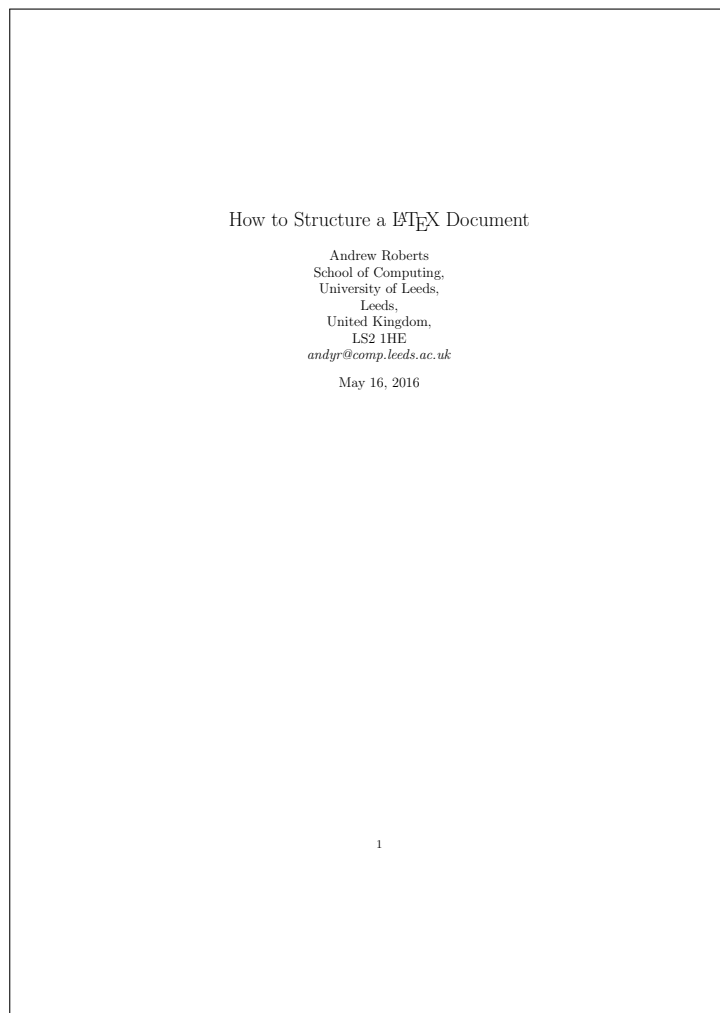 How to Structure a LATEX Document
Andrew Roberts
School of Computing,
University of Leeds,
Leeds,
United Kingdom,
LS2 1HE
andyr@comp.leeds.ac.uk
May 16, 2016
1